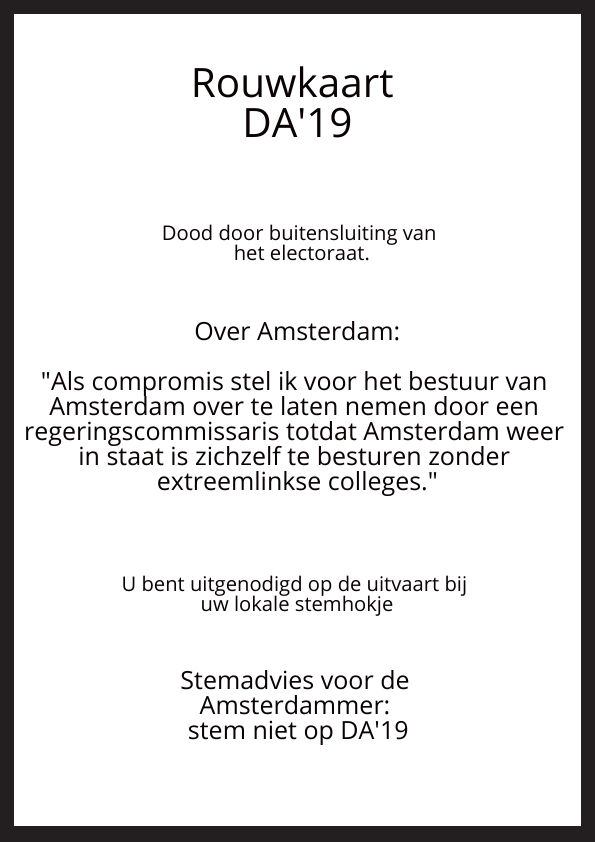 Rouwkaart
DA'19
Dood door buitensluiting van
het electoraat.
Over Amsterdam:
"Als compromis stel ik voor het bestuur van
Amsterdam over te laten nemen door een
regeringscommissaris totdat Amsterdam weer
in staat is zichzelf te besturen zonder
extreemlinkse colleges."
U bent uitgenodigd op de uitvaart bij
uw lokale stemhokje
Stemadvies voor de
Amsterdammer:
stem niet op DA'19